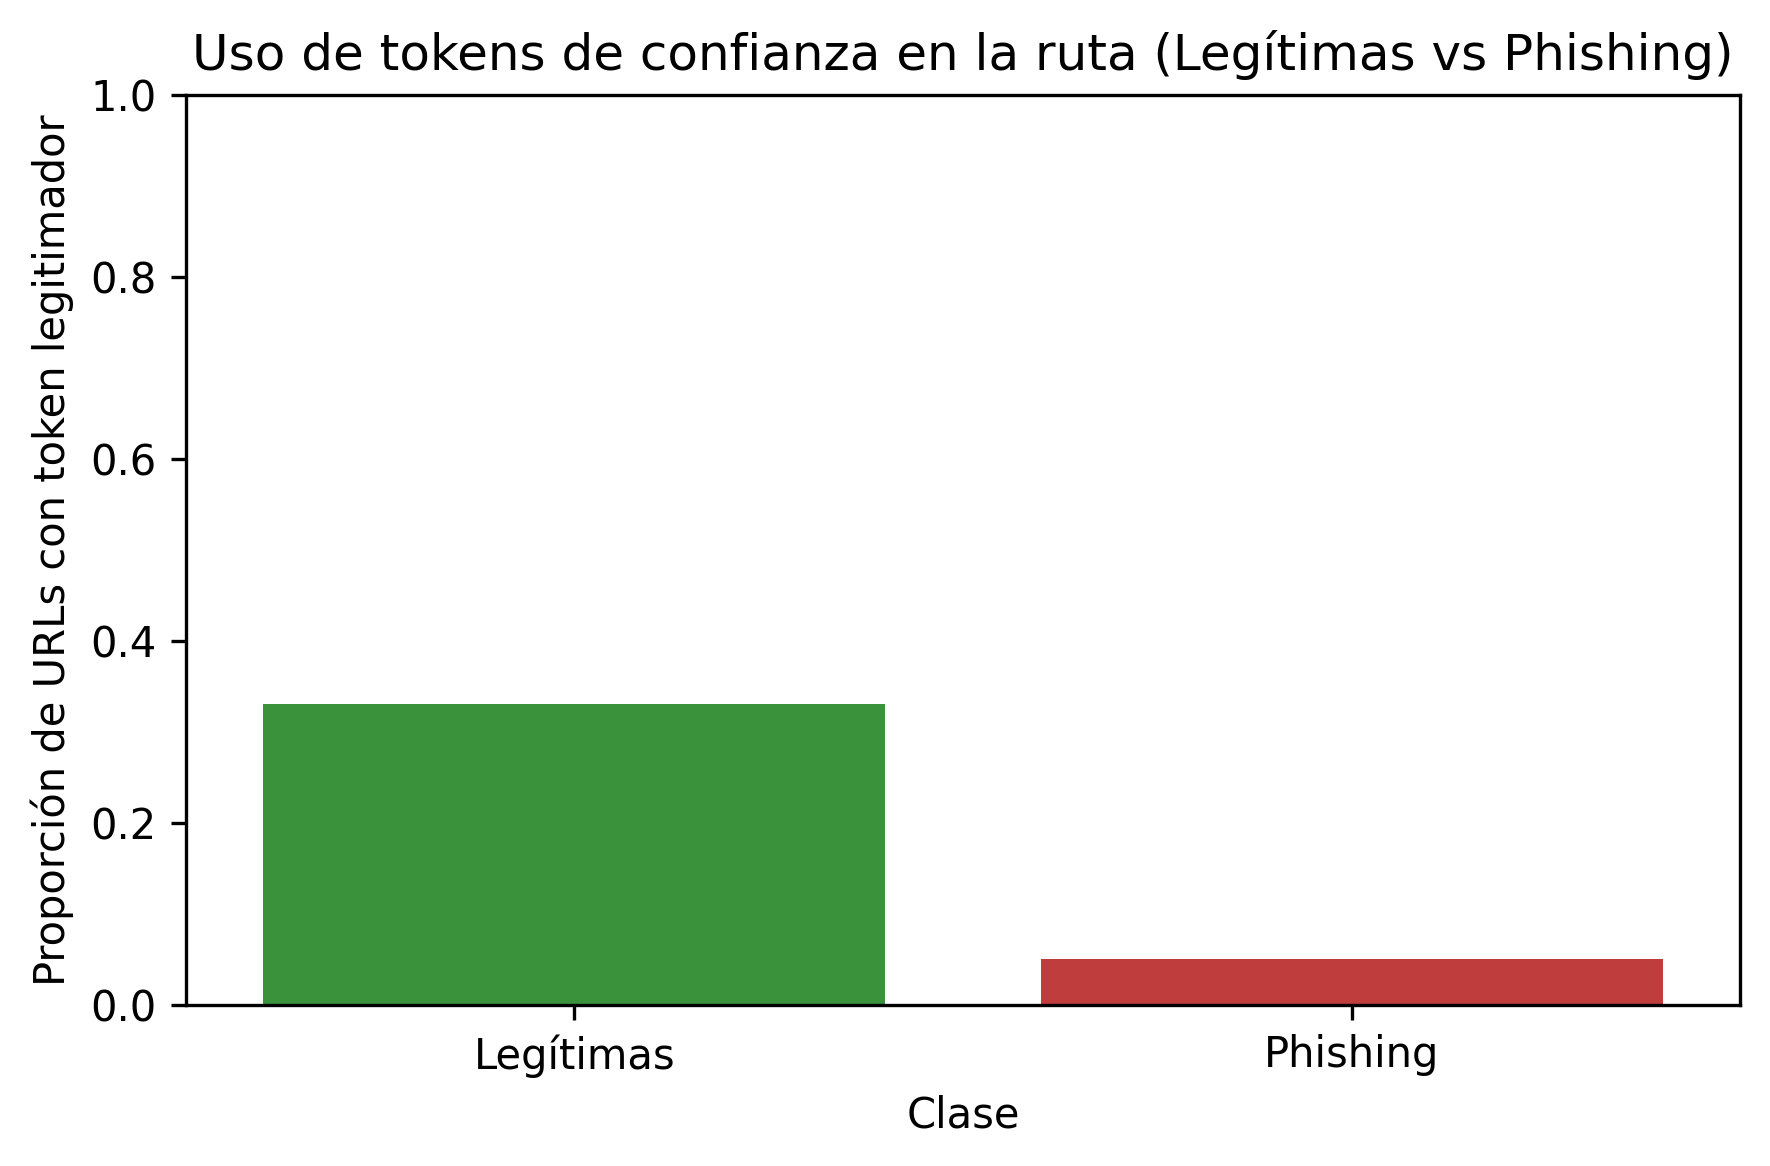 Uso de tokens de confianza en la ruta (Legítimas vs Phishing)
Proporción de URLs con token legitimador
1.0
0.8
0.6
0.4
0.2
0.0
Legítimas
Phishing
Clase